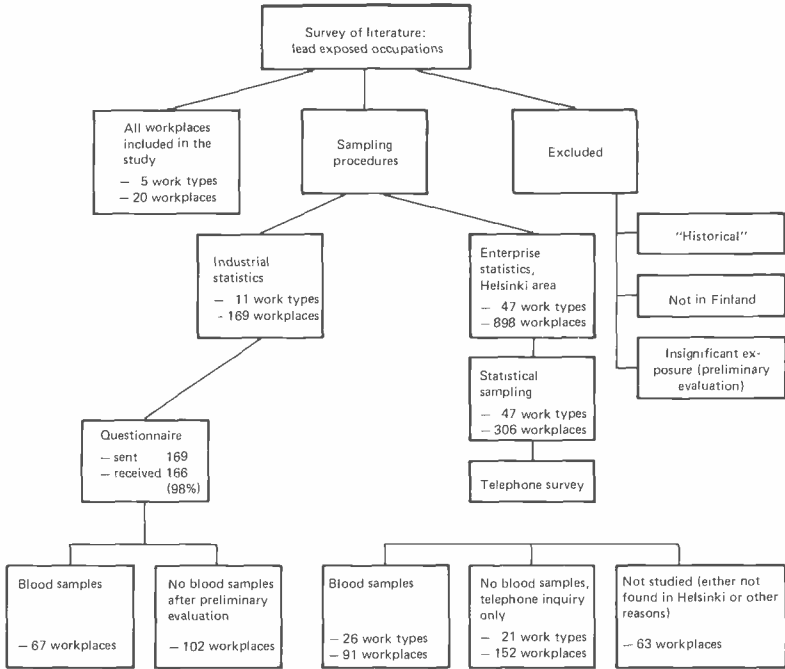 Survey of literature:
lead exposed occupations
All workplaces
included in the
study
— 5 work types
— 20 workplaces
Sampling
procedures
Excluded
"Historical"
Not in Finland
Insignificant ex-
posure (preliminary
evaluation)
Industrial
statistics
— 11 work types
- 169 workplaces
Enterprise
statistics,
Helsinki area
— 47 work types
— 898 workplaces
Statistical
sampling
— 47 work types
— 306 workplaces
Telephone survey
Questionnaire
— sent 169
— received 166
(98%)
Blood samples
— 67 workplaces
No blood samples
after preliminary
evaluation
— 102 workplaces
Blood samples
— 26 work types
— 91 workplaces
No blood samples,
telephone inquiry
only
— 21 work types
— 152 workplaces
Not studied (either not
found in Helsinki or other
reasons)
— 63 workplaces